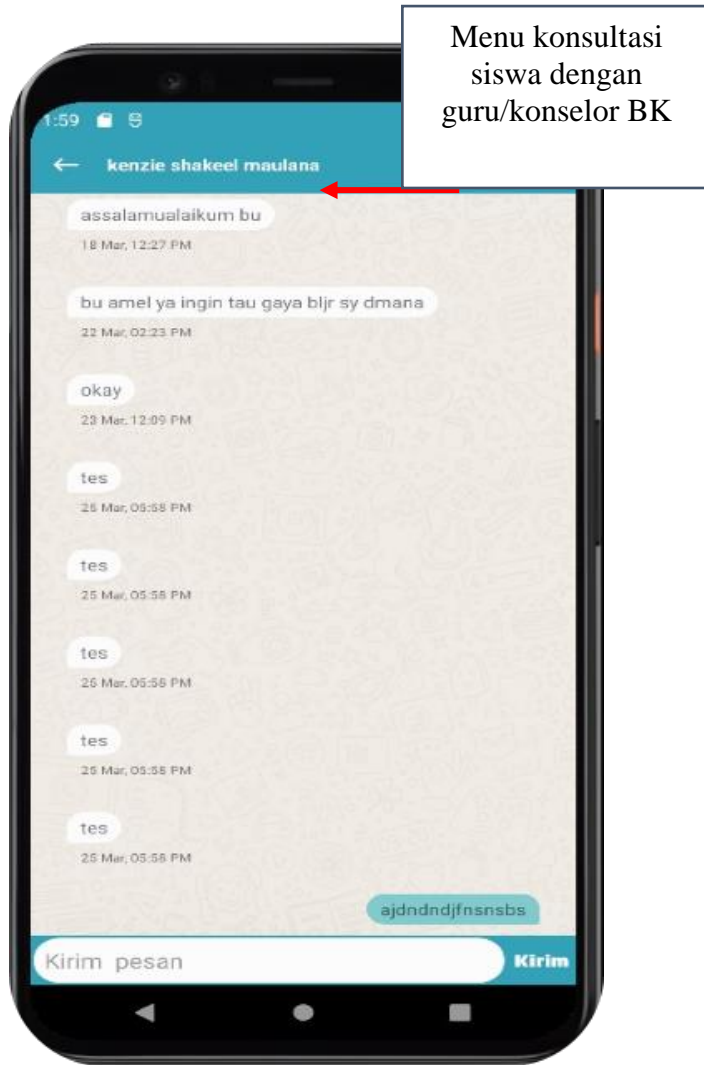 Menu konsultasi
siswa dengan
guru/konselor BK
1:59
kenzie shakeel maulana
assalamualaikum bu
18 Mar, 12:27 PM
bu amel ya ingin tau gaya bljr sy dmana
22 Mar, 02:23 PM
okay
23 Mar, 12:09 PM
tes
25 Mar, 05:58 PM
tes
25 Mar, 05:58 PM
tes
25 Mar, 05:58 PM
tes
25 Mar, 05:58 PM
tes
25 Mar, 05:58 PM
ajdndndjfnsnsbs
Kirim pesan
Kirim